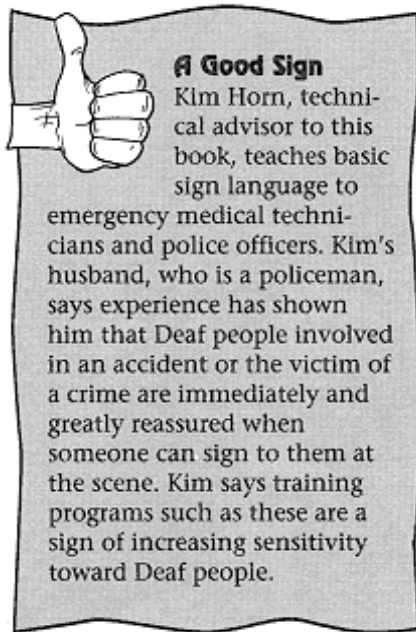 A Good Sign
Kim Horn, techni-
cal advisor to this
book, teaches basic
sign language to
emergency medical techni-
cians and police officers. Kim's
husband, who is a policeman,
says experience has shown
him that Deaf people involved
in an accident or the victim of
a crime are immediately and
greatly reassured when
someone can sign to them at
the scene. Kim says training
programs such as these are a
sign of increasing sensitivity
toward Deaf people.